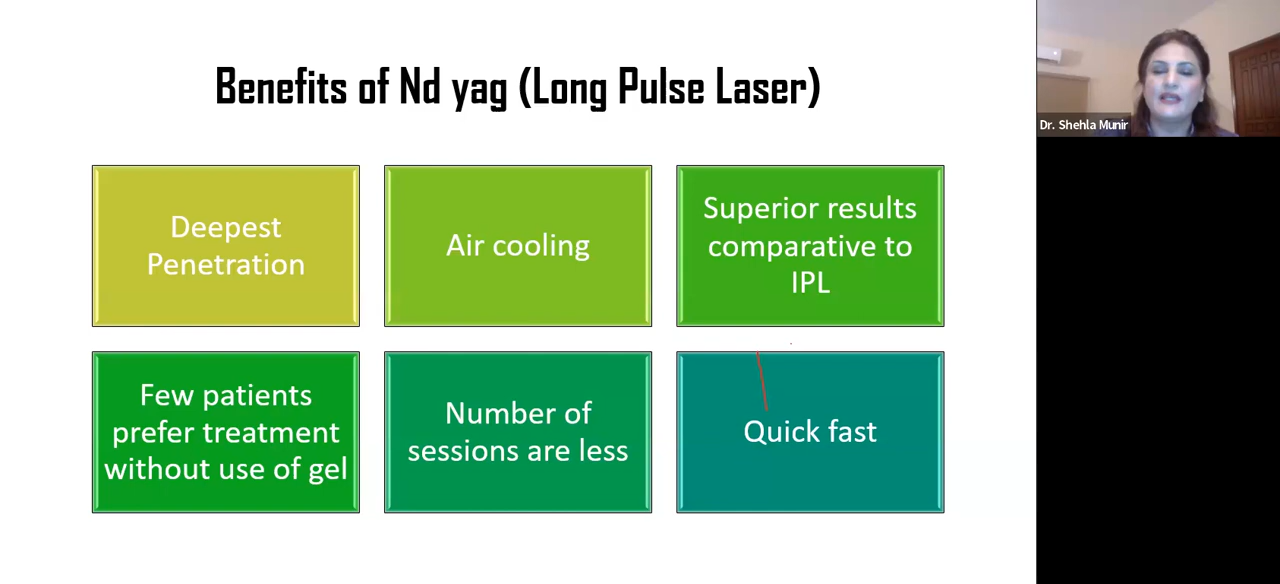 Benefits of Nd yag (Long Pulse Laser)
Dr. Shehla Munir
Deepest
Penetration
Air cooling
Superior results
comparative to
IPL
Few patients
prefer treatment
without use of gel
Number of
sessions are less
Quick fast